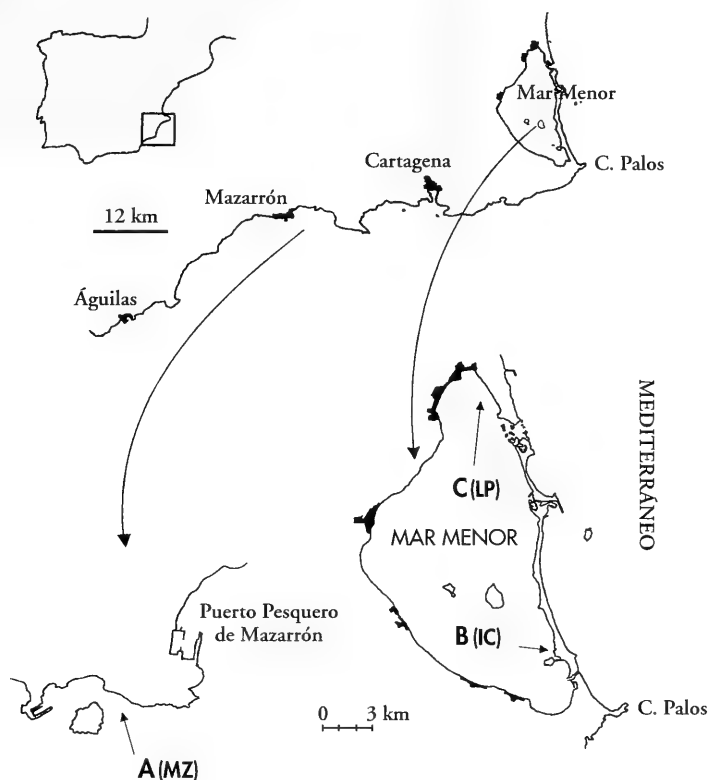 Mar Menor
C. Palos
Cartagena
Mazarrón
12 km
Águilas
MEDITERRÁNEO
C (LP)
MAR MENOR
Puerto Pesquero
de Mazarrón
B (IC)
C. Palos
0 3 km
A (MZ)